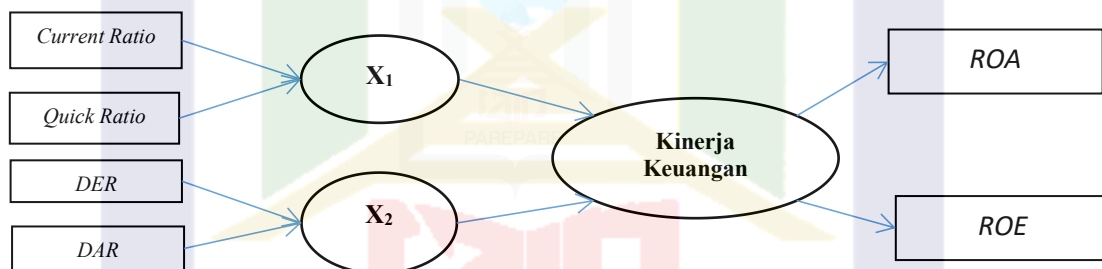 Current Ratio
Quick Ratio
DER
DAR
X₁
X₂
Kinerja
Keuangan
ROA
ROE